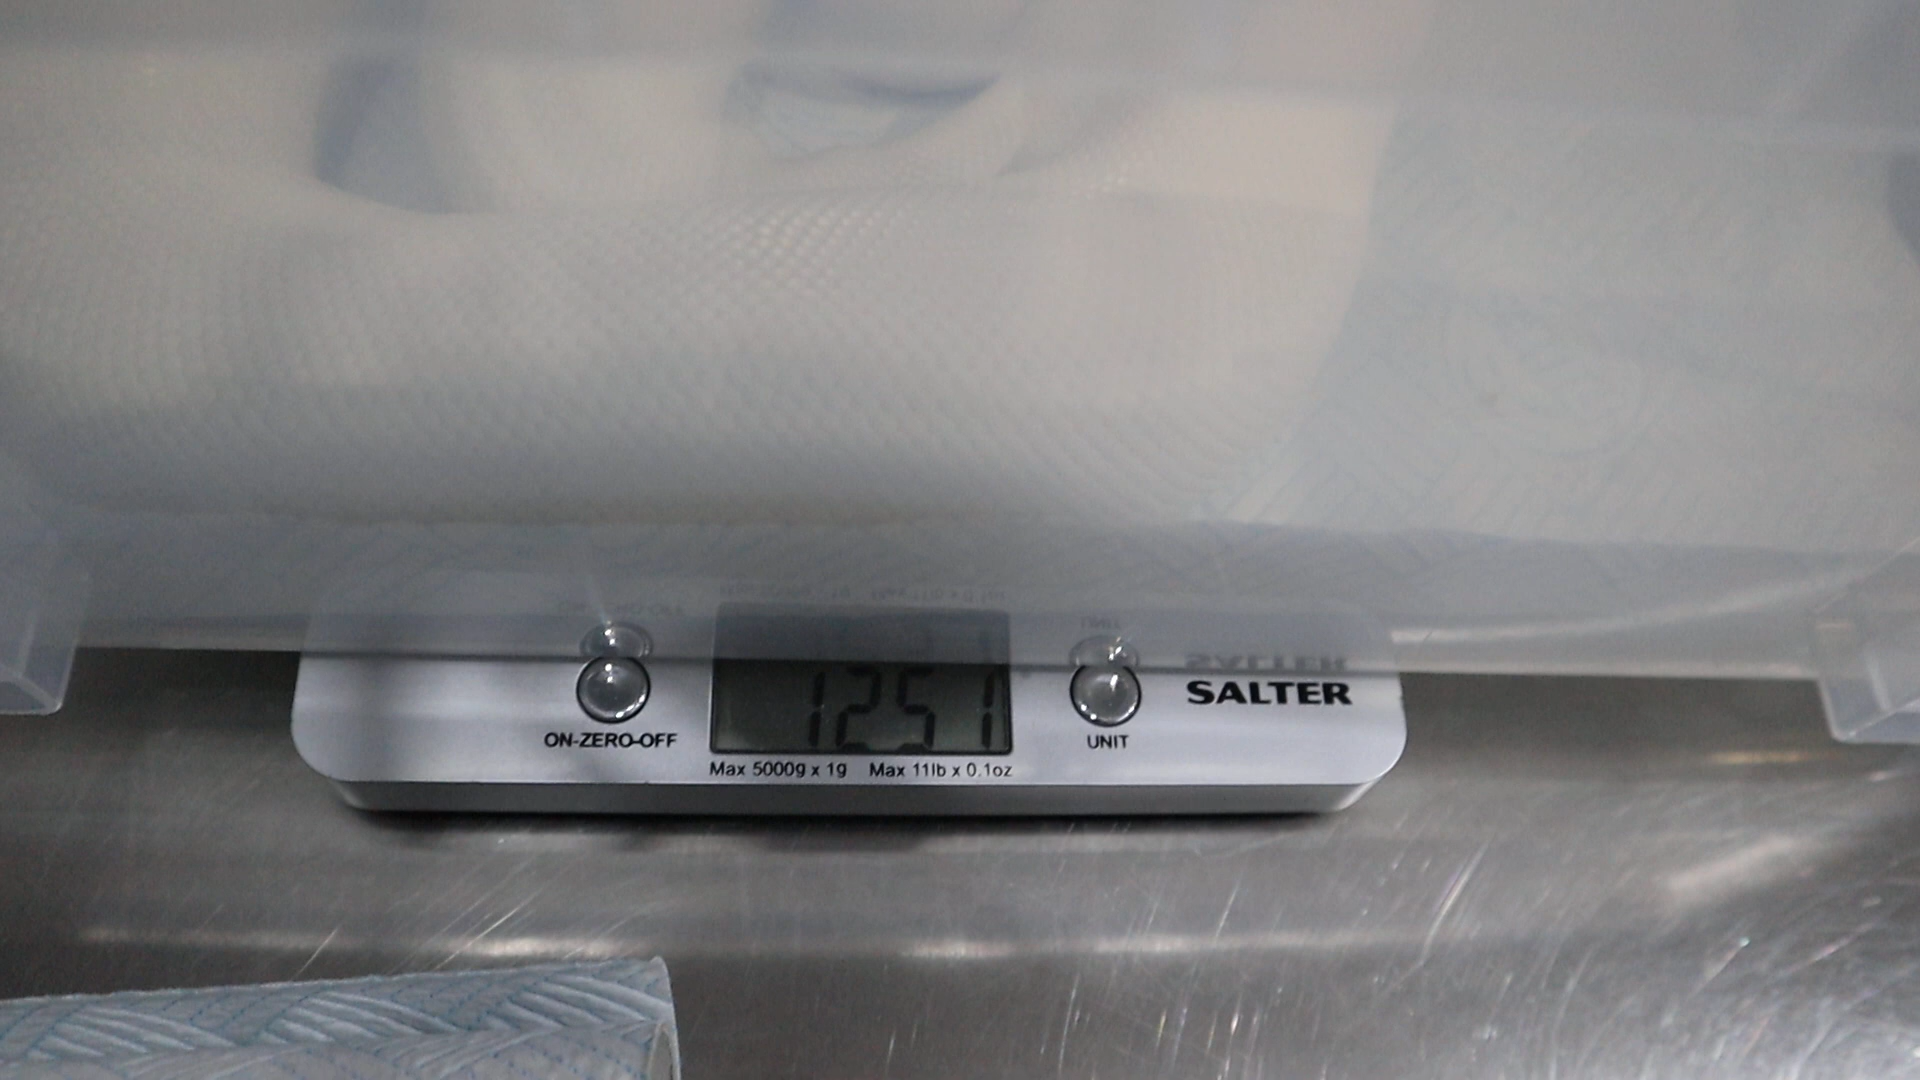 1251
SALTER
ON-ZERO-OFF
UNIT
Max 5000g x 1g Max 11lb x 0.1oz